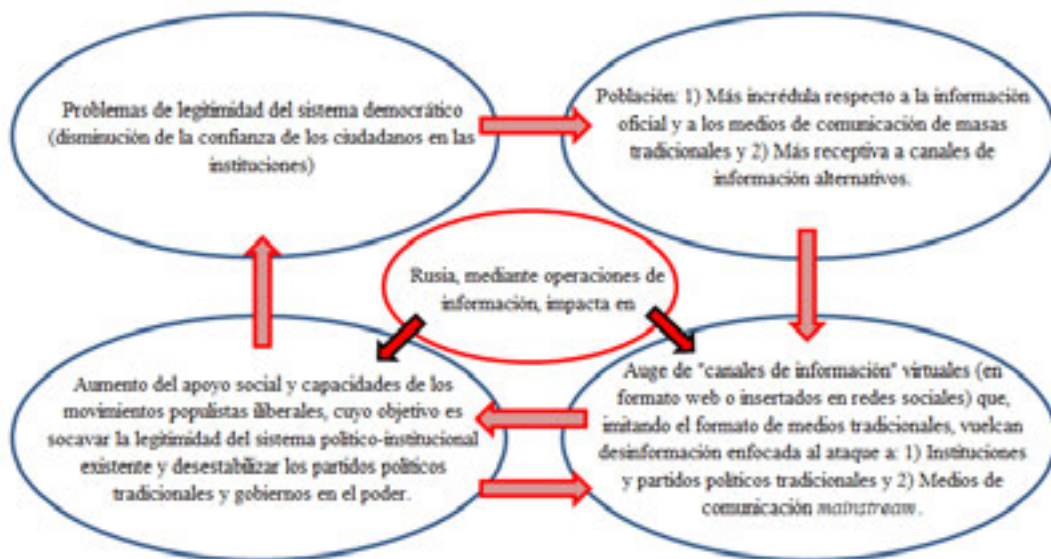 Problemas de legitimidad del sistema democrático
(disminución de la confianza de los ciudadanos en las
instituciones)
Población: 1) Más incrédula respecto a la información
oficial y a los medios de comunicación de masas
tradicionales y 2) Más receptiva a canales de
información alternativos.
Rusia, mediante operaciones de
información, impacta en
Aumento del apoyo social y capacidades de los
movimientos populistas iliberales, cuyo objetivo es
socavar la legitimidad del sistema político-institucional
existente y desestabilizar los partidos políticos
tradicionales y gobiernos en el poder.
Auge de "canales de información" virtuales (en
formato web o insertados en redes sociales) que,
imitando el formato de medios tradicionales, vuelcan
desinformación enfocada al ataque a: 1) Instituciones
y partidos políticos tradicionales y 2) Medios de
comunicación mainstream.